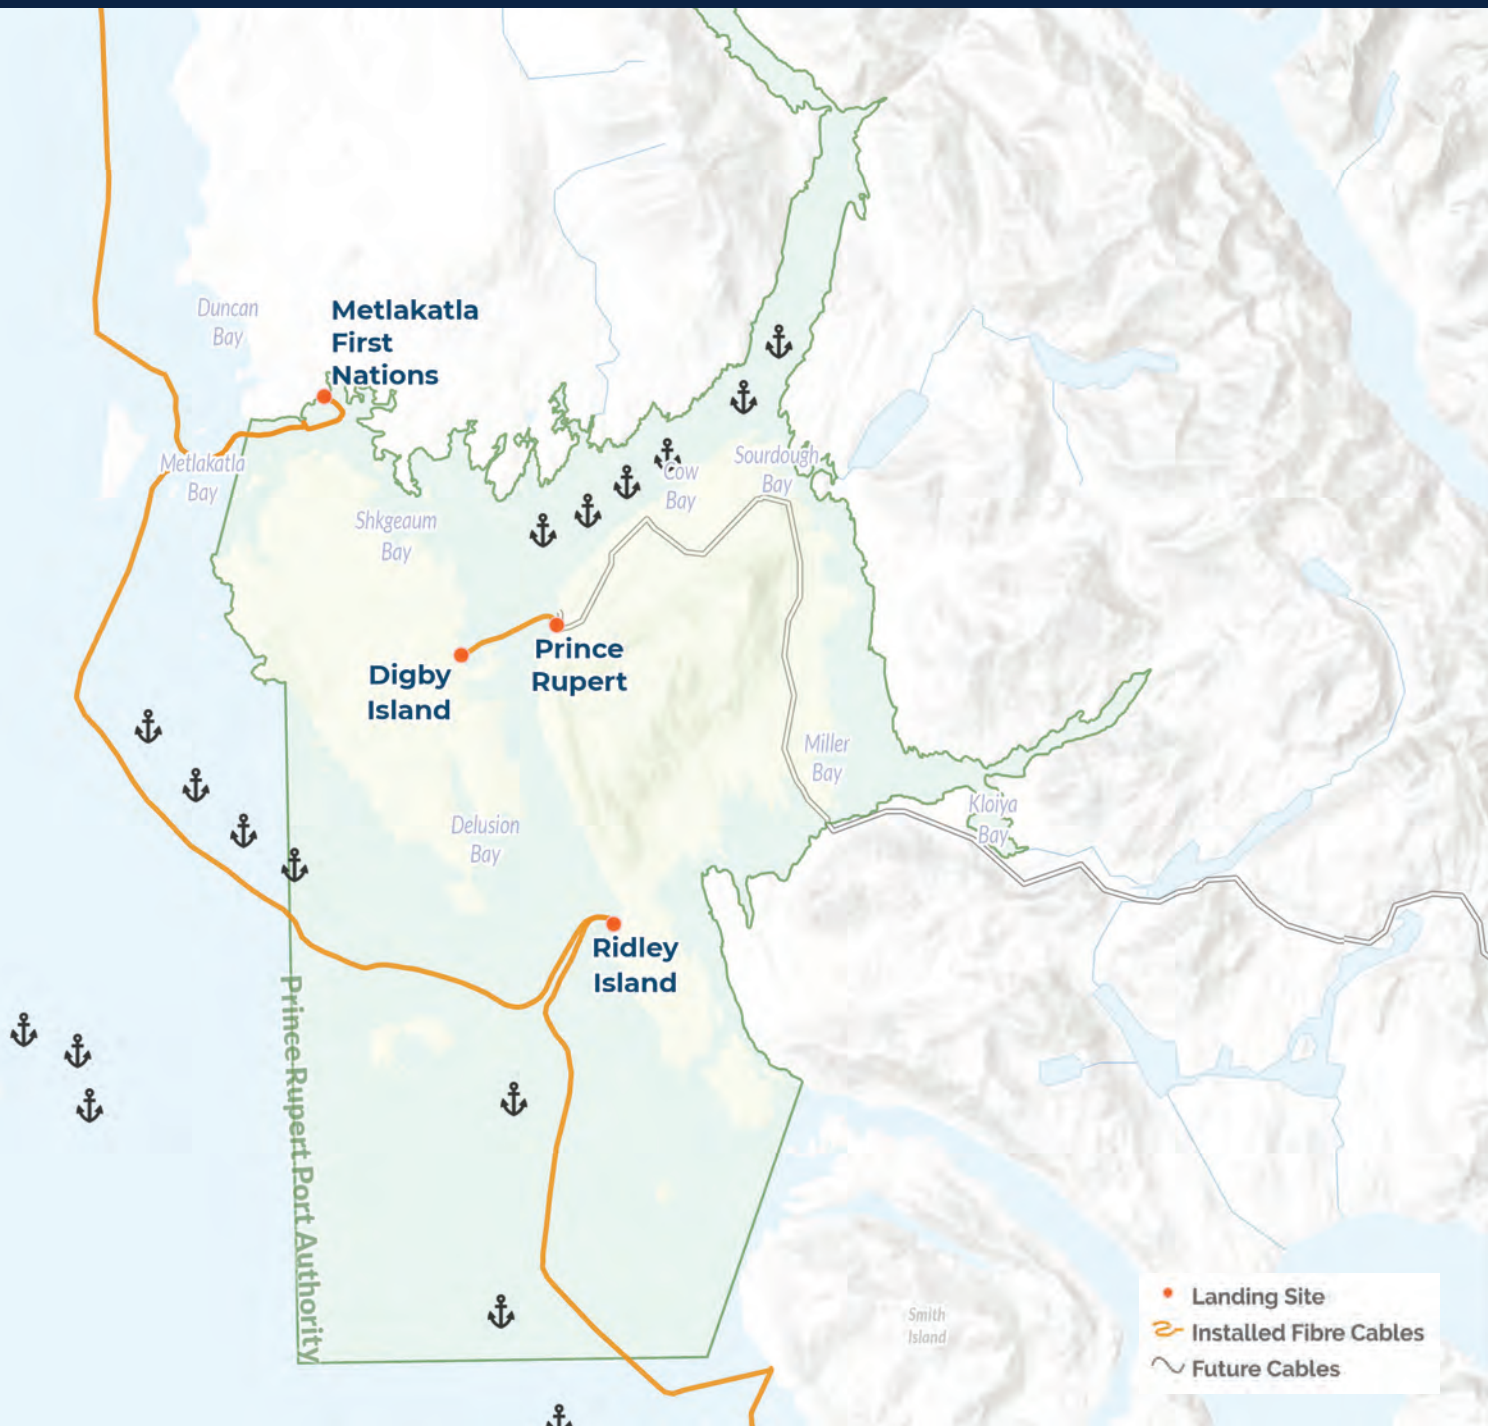 Duncan
Bay
Metlakatla
First
Nations
Metlakatla
Bay
Shkgeaum
Bay
Cow
Bay
Sourdough
Bay
Digby
Island
Prince
Rupert
Miller
Bay
Delusion
Bay
Kloiya
Bay
Ridley
Island
Prince Rupert Port Authority
Smith
Island
Landing Site
Installed Fibre Cables
Future Cables